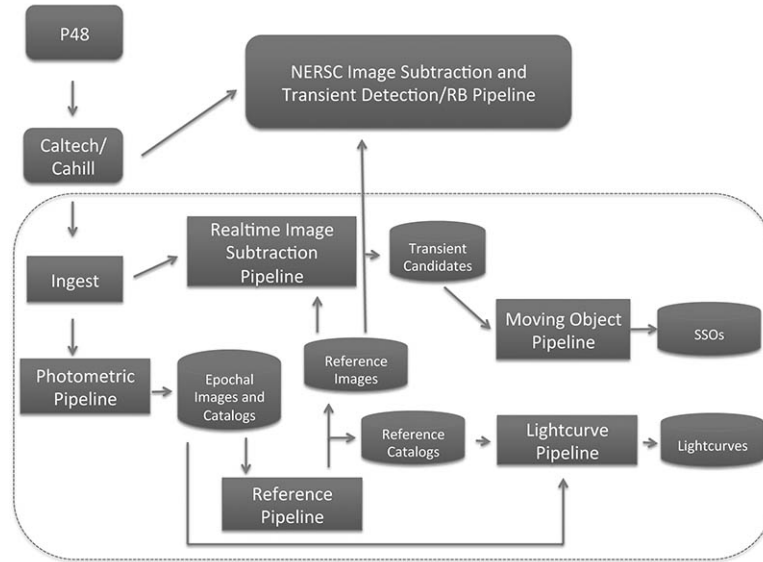 P48
NERSC Image Subtraction and
Transient Detection/RB Pipeline
Caltech/
Cahill
Realtime Image
Subtraction
Pipeline
Transient
Candidates
Ingest
Moving Object
Pipeline
SSOs
Photometric
Pipeline
Epochal
Images and
Catalogs
Reference
Images
Reference
Catalogs
Lightcurve
Pipeline
Lightcurves
Reference
Pipeline